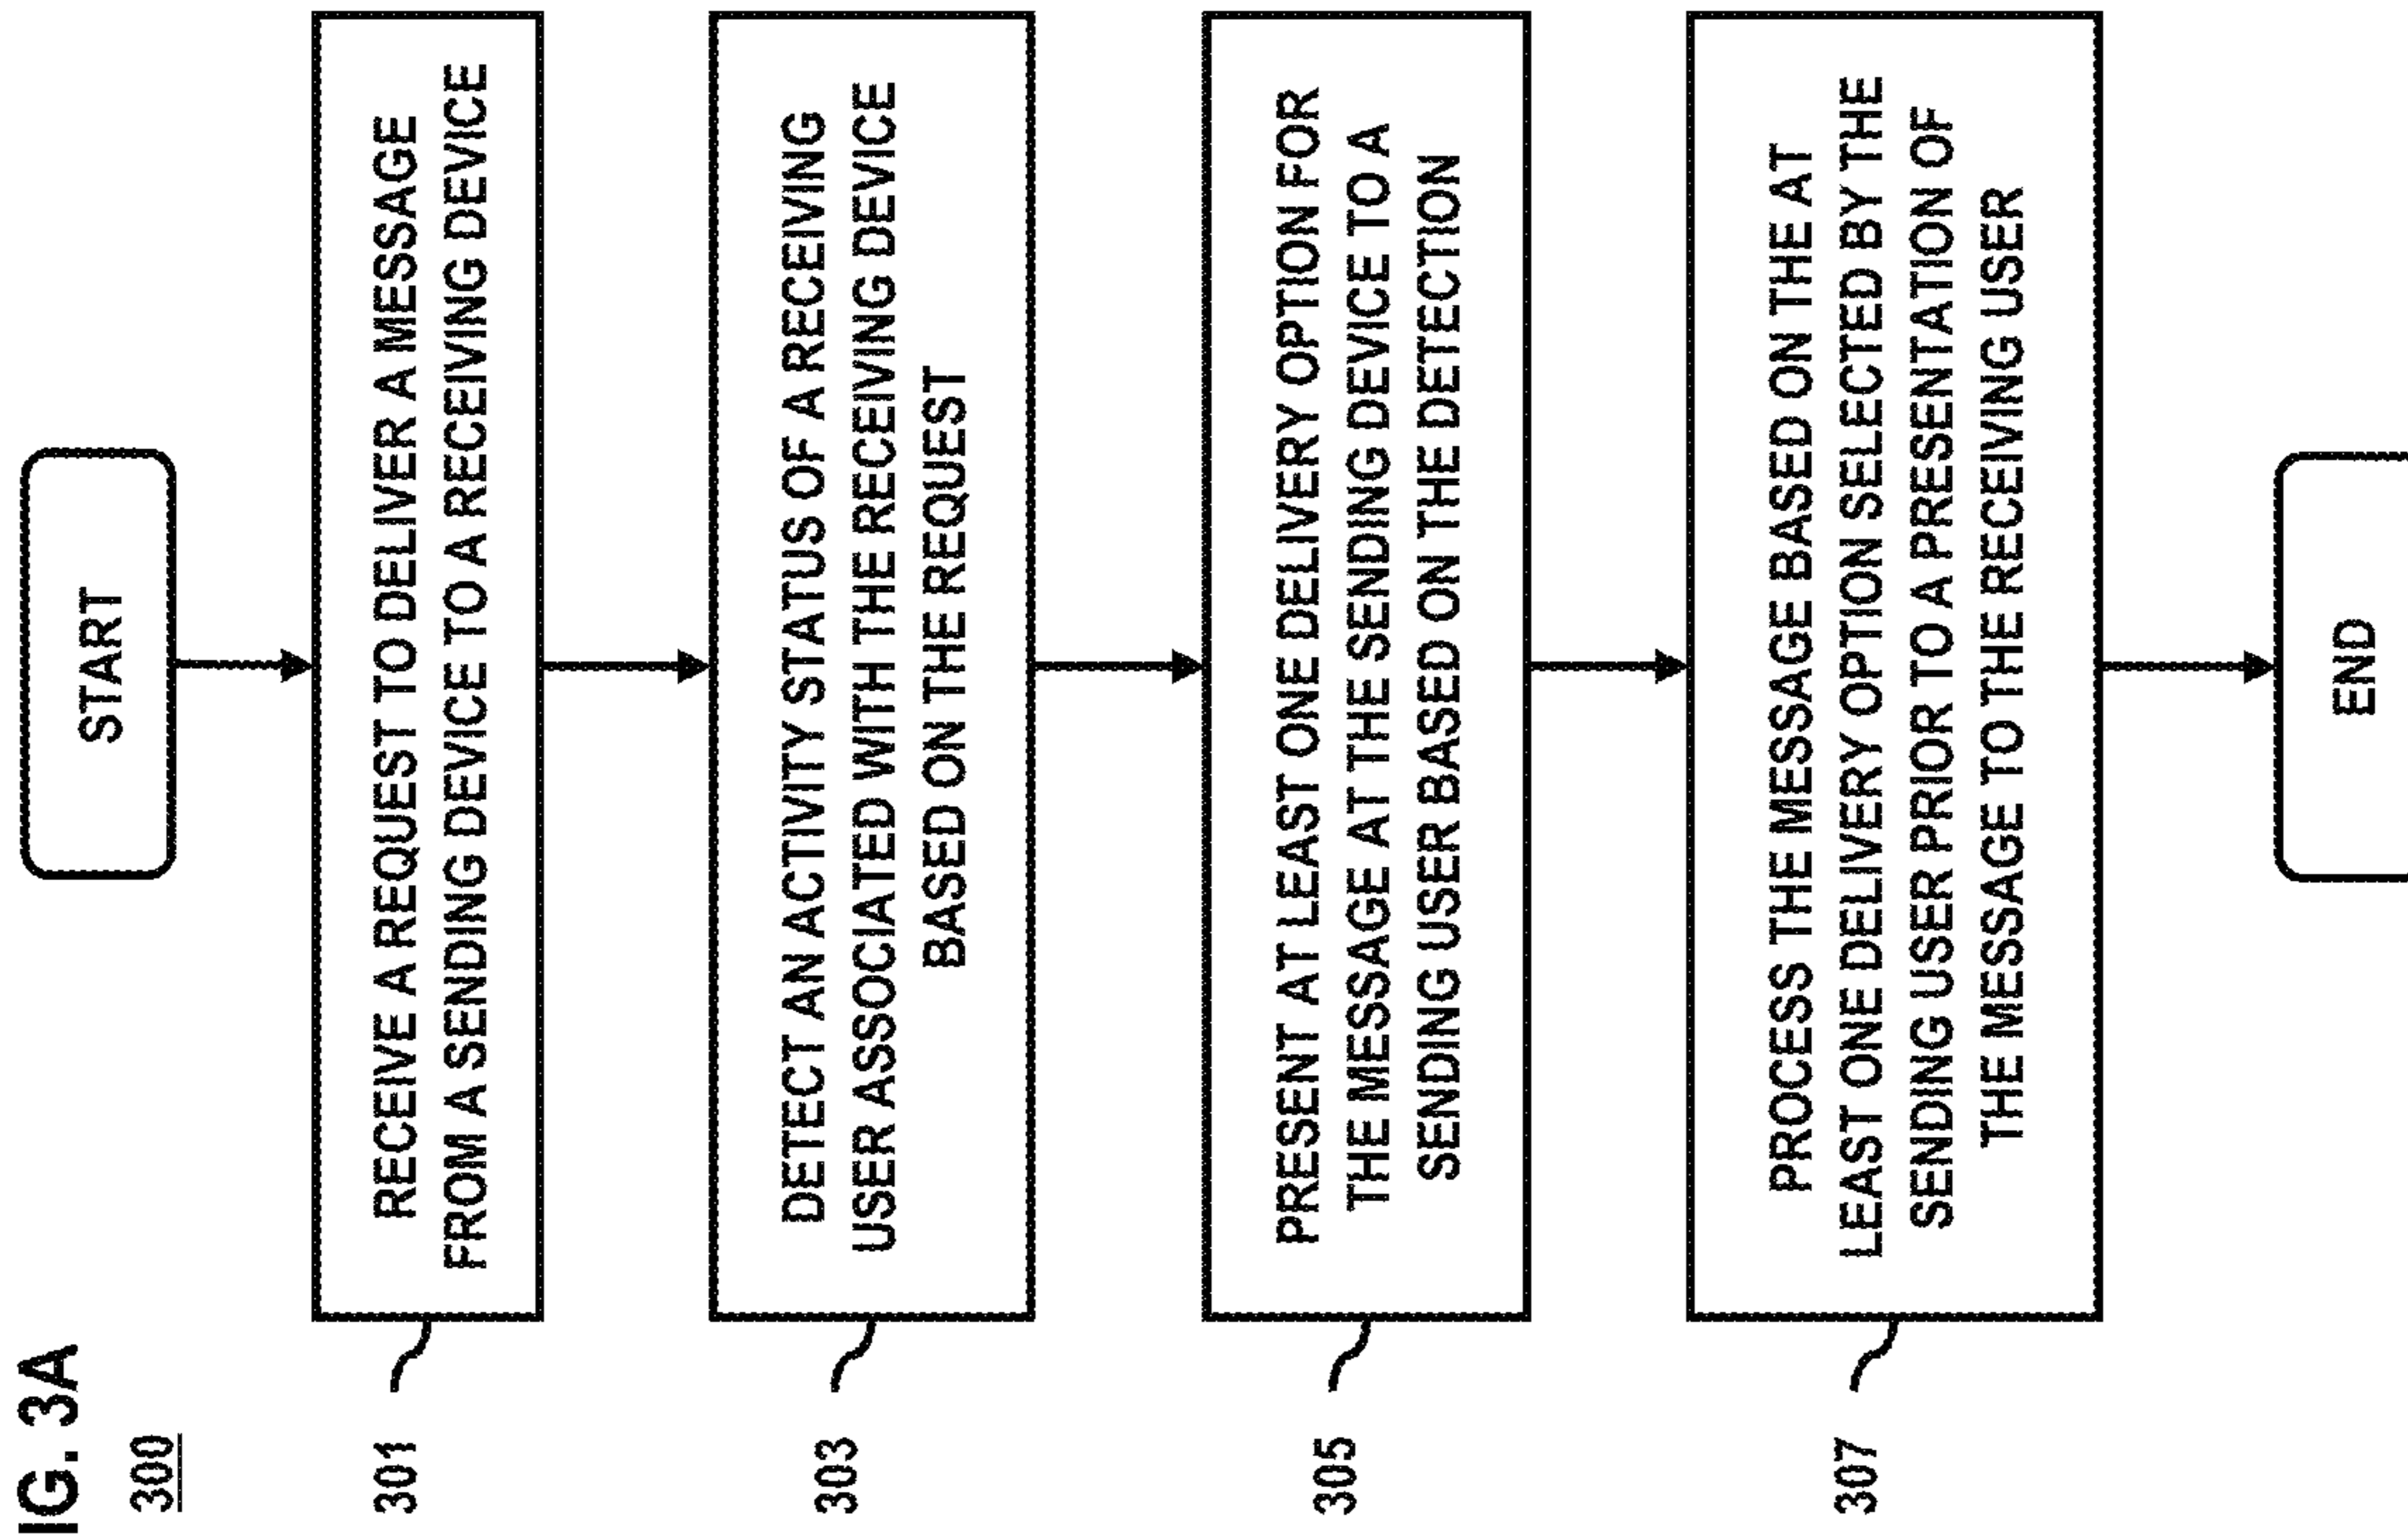 IG. 3A
300
START
301
RECEIVE A REQUEST TO DELIVER A MESSAGE
FROM A SENDING DEVICE TO A RECEIVING DEVICE
303
DETECT AN ACTIVITY STATUS OF A RECEIVING
USER ASSOCIATED WITH THE RECEIVING DEVICE
BASED ON THE REQUEST
305
PRESENT AT LEAST ONE DELIVERY OPTION FOR
THE MESSAGE AT THE SENDING DEVICE TO A
SENDING USER BASED ON THE DETECTION
307
PROCESS THE MESSAGE BASED ON THE AT
LEAST ONE DELIVERY OPTION SELECTED BY THE
SENDING USER PRIOR TO A PRESENTATION OF
THE MESSAGE TO THE RECEIVING USER
END